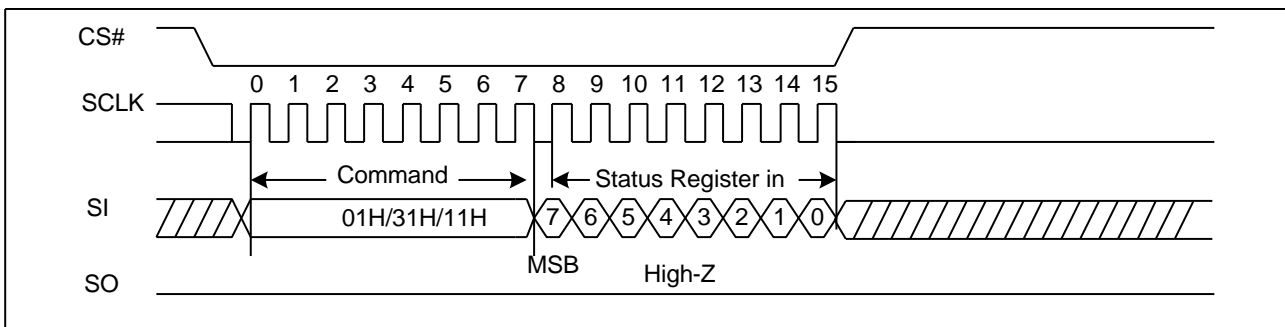 CS#
0 1 2 3 4 5 6 7 8 9 10 11 12 13 14 15
SCLK
Command Status Register in
SI 01H/31H/11H 7 6 5 4 3 2 1 0
MSB High-Z
SO